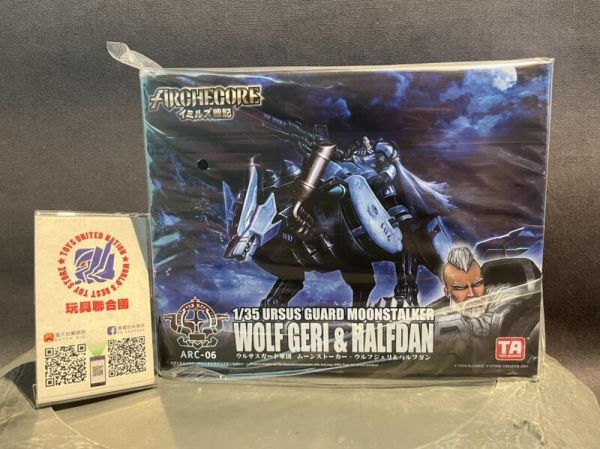 ARCHECORE
イミルズ戦記
1/35 URSUS GUARD MOONSTALKER
WOLF GERI & HALFDAN
ARC-06
ウルサスガード軍団 ムーンストーカー・ウルフジェリ&ハルフダン
TA
© TOYS ALLIANCE
★ TOYS UNITED NATION ★ WORLD'S BEST TOY STORE
玩具聯合國